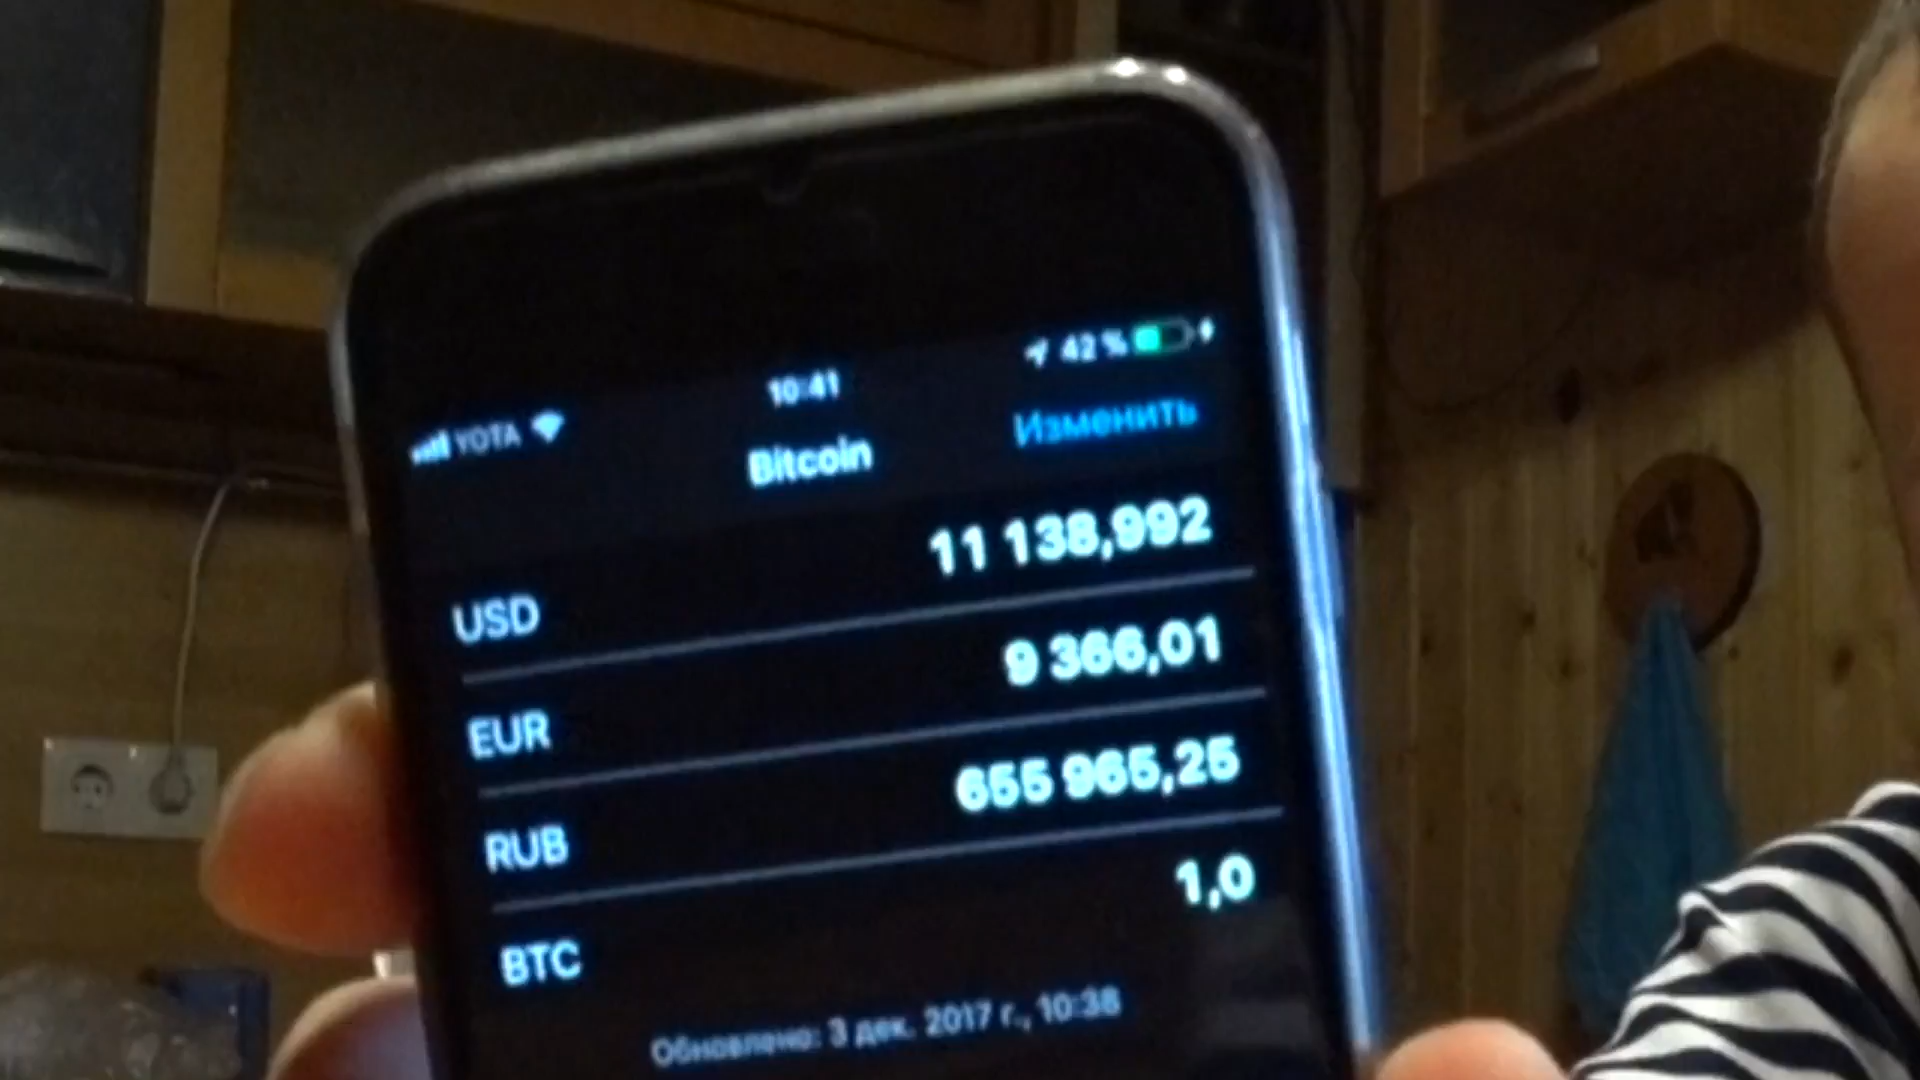 YOTA 10:41 42 %
Bitcoin Изменить
USD 11 138,992
EUR 9 366,01
RUB 655 965,25
BTC 1,0
Обновлено: 3 дек. 2017 г., 10:38